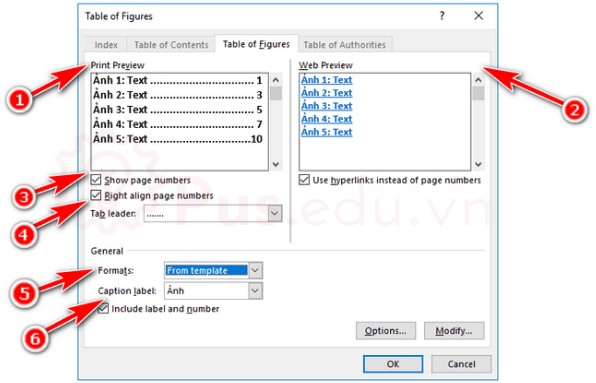 Table of Figures
? ×
Index Table of Contents Table of Figures Table of Authorities
Print Preview
Ảnh 1: Text .................................. 1
Ảnh 2: Text .................................. 3
Ảnh 3: Text .................................. 5
Ảnh 4: Text .................................. 7
Ảnh 5: Text ..................................10
Web Preview
Ảnh 1: Text
Ảnh 2: Text
Ảnh 3: Text
Ảnh 4: Text
Ảnh 5: Text
Show page numbers
Right align page numbers
Tab leader: .......
Use hyperlinks instead of page numbers
Pus.edu.vn
General
Formats: From template
Caption label: Ảnh
Include label and number
Options... Modify...
OK Cancel
1
2
3
4
5
6